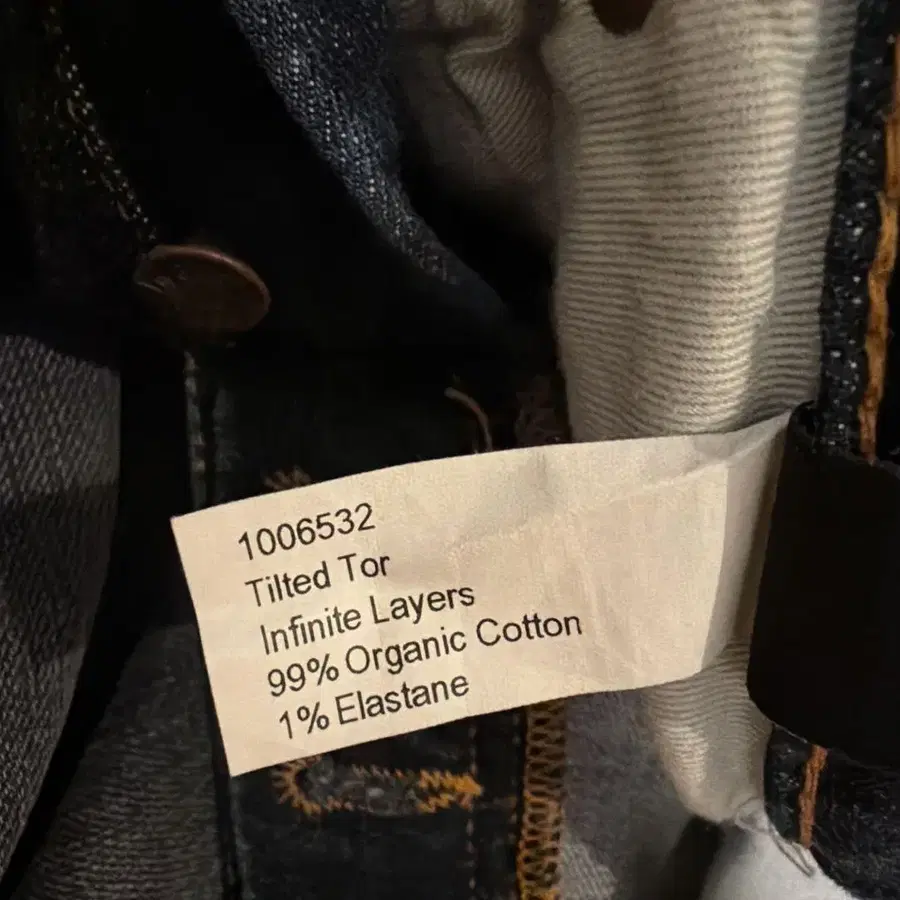 1006532
Tilted Tor
Infinite Layers
99% Organic Cotton
1% Elastane